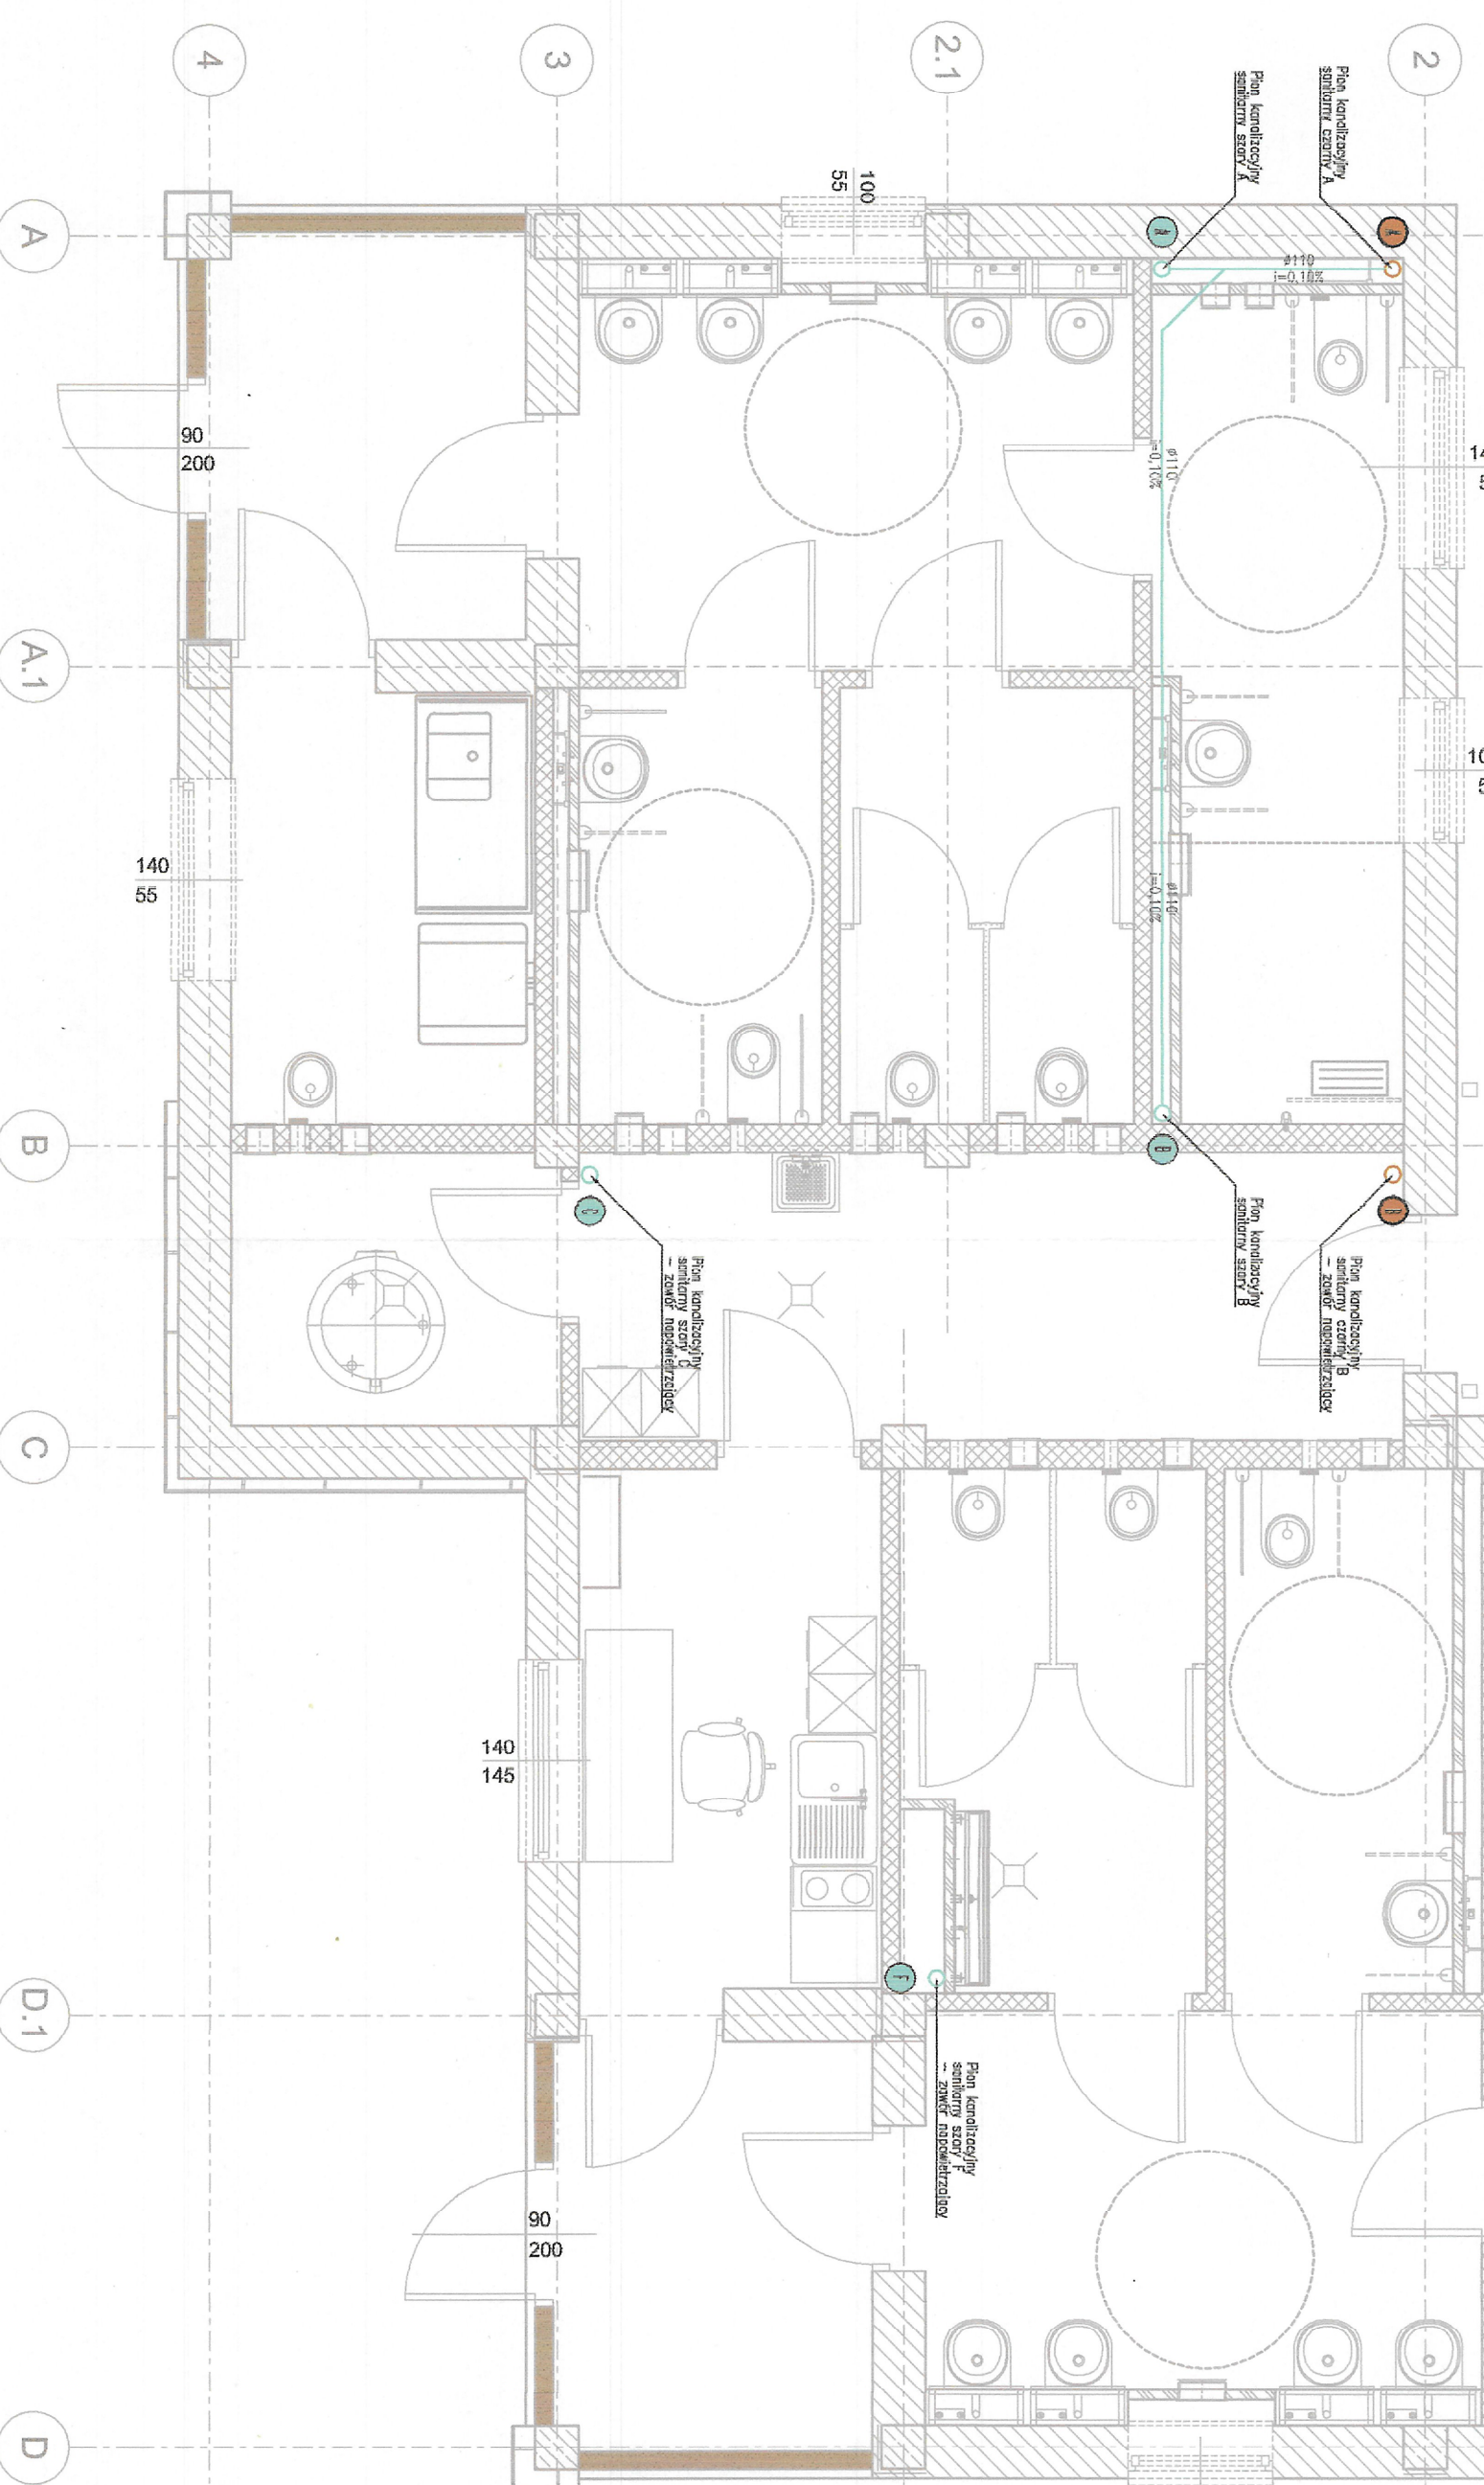 4
3
2.1
2
Pion kanalizacyjny
sanitarny szary A
Pion kanalizacyjny
sanitarny czarny A
100
55
A
A
A
ø110
i=0,10%
90
200
ø110
i=0,10%
A.1
140
55
ø110
i=0,10%
B
B
B
C
Pion kanalizacyjny
sanitarny szary B
Pion kanalizacyjny
sanitarny czarny B
- zawór napowietrzający
Pion kanalizacyjny
sanitarny szary C
- zawór napowietrzający
C
140
145
F
D.1
Pion kanalizacyjny
sanitarny szary F
- zawór napowietrzający
90
200
D